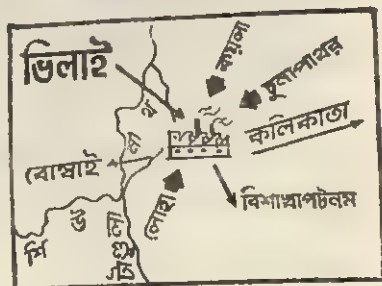 ভিলাই
কয়লা
চুনাপাথর
কলিকাতা
বোম্বাই
লোহা
বিশাখাপটনম